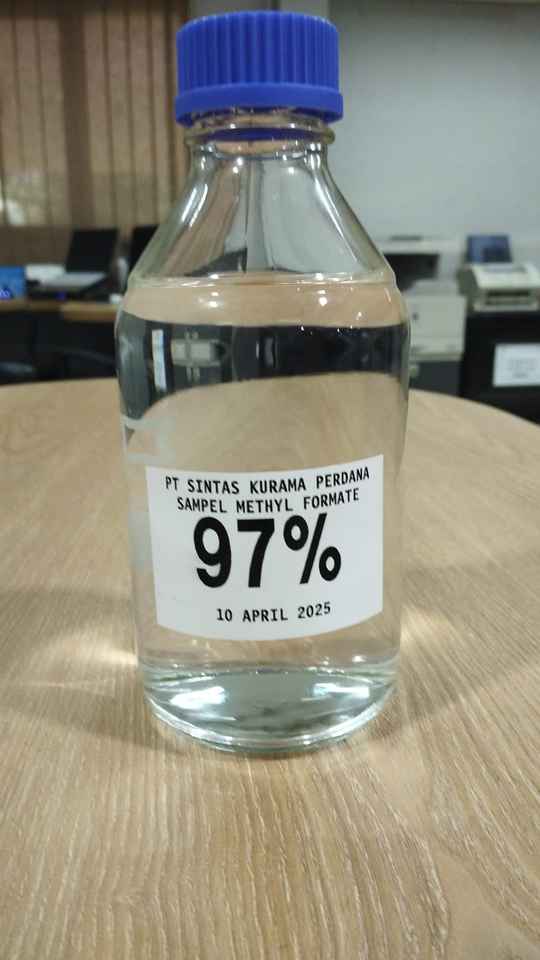 PT SINTAS KURAMA PERDANA
SAMPEL METHYL FORMATE
97%
10 APRIL 2025